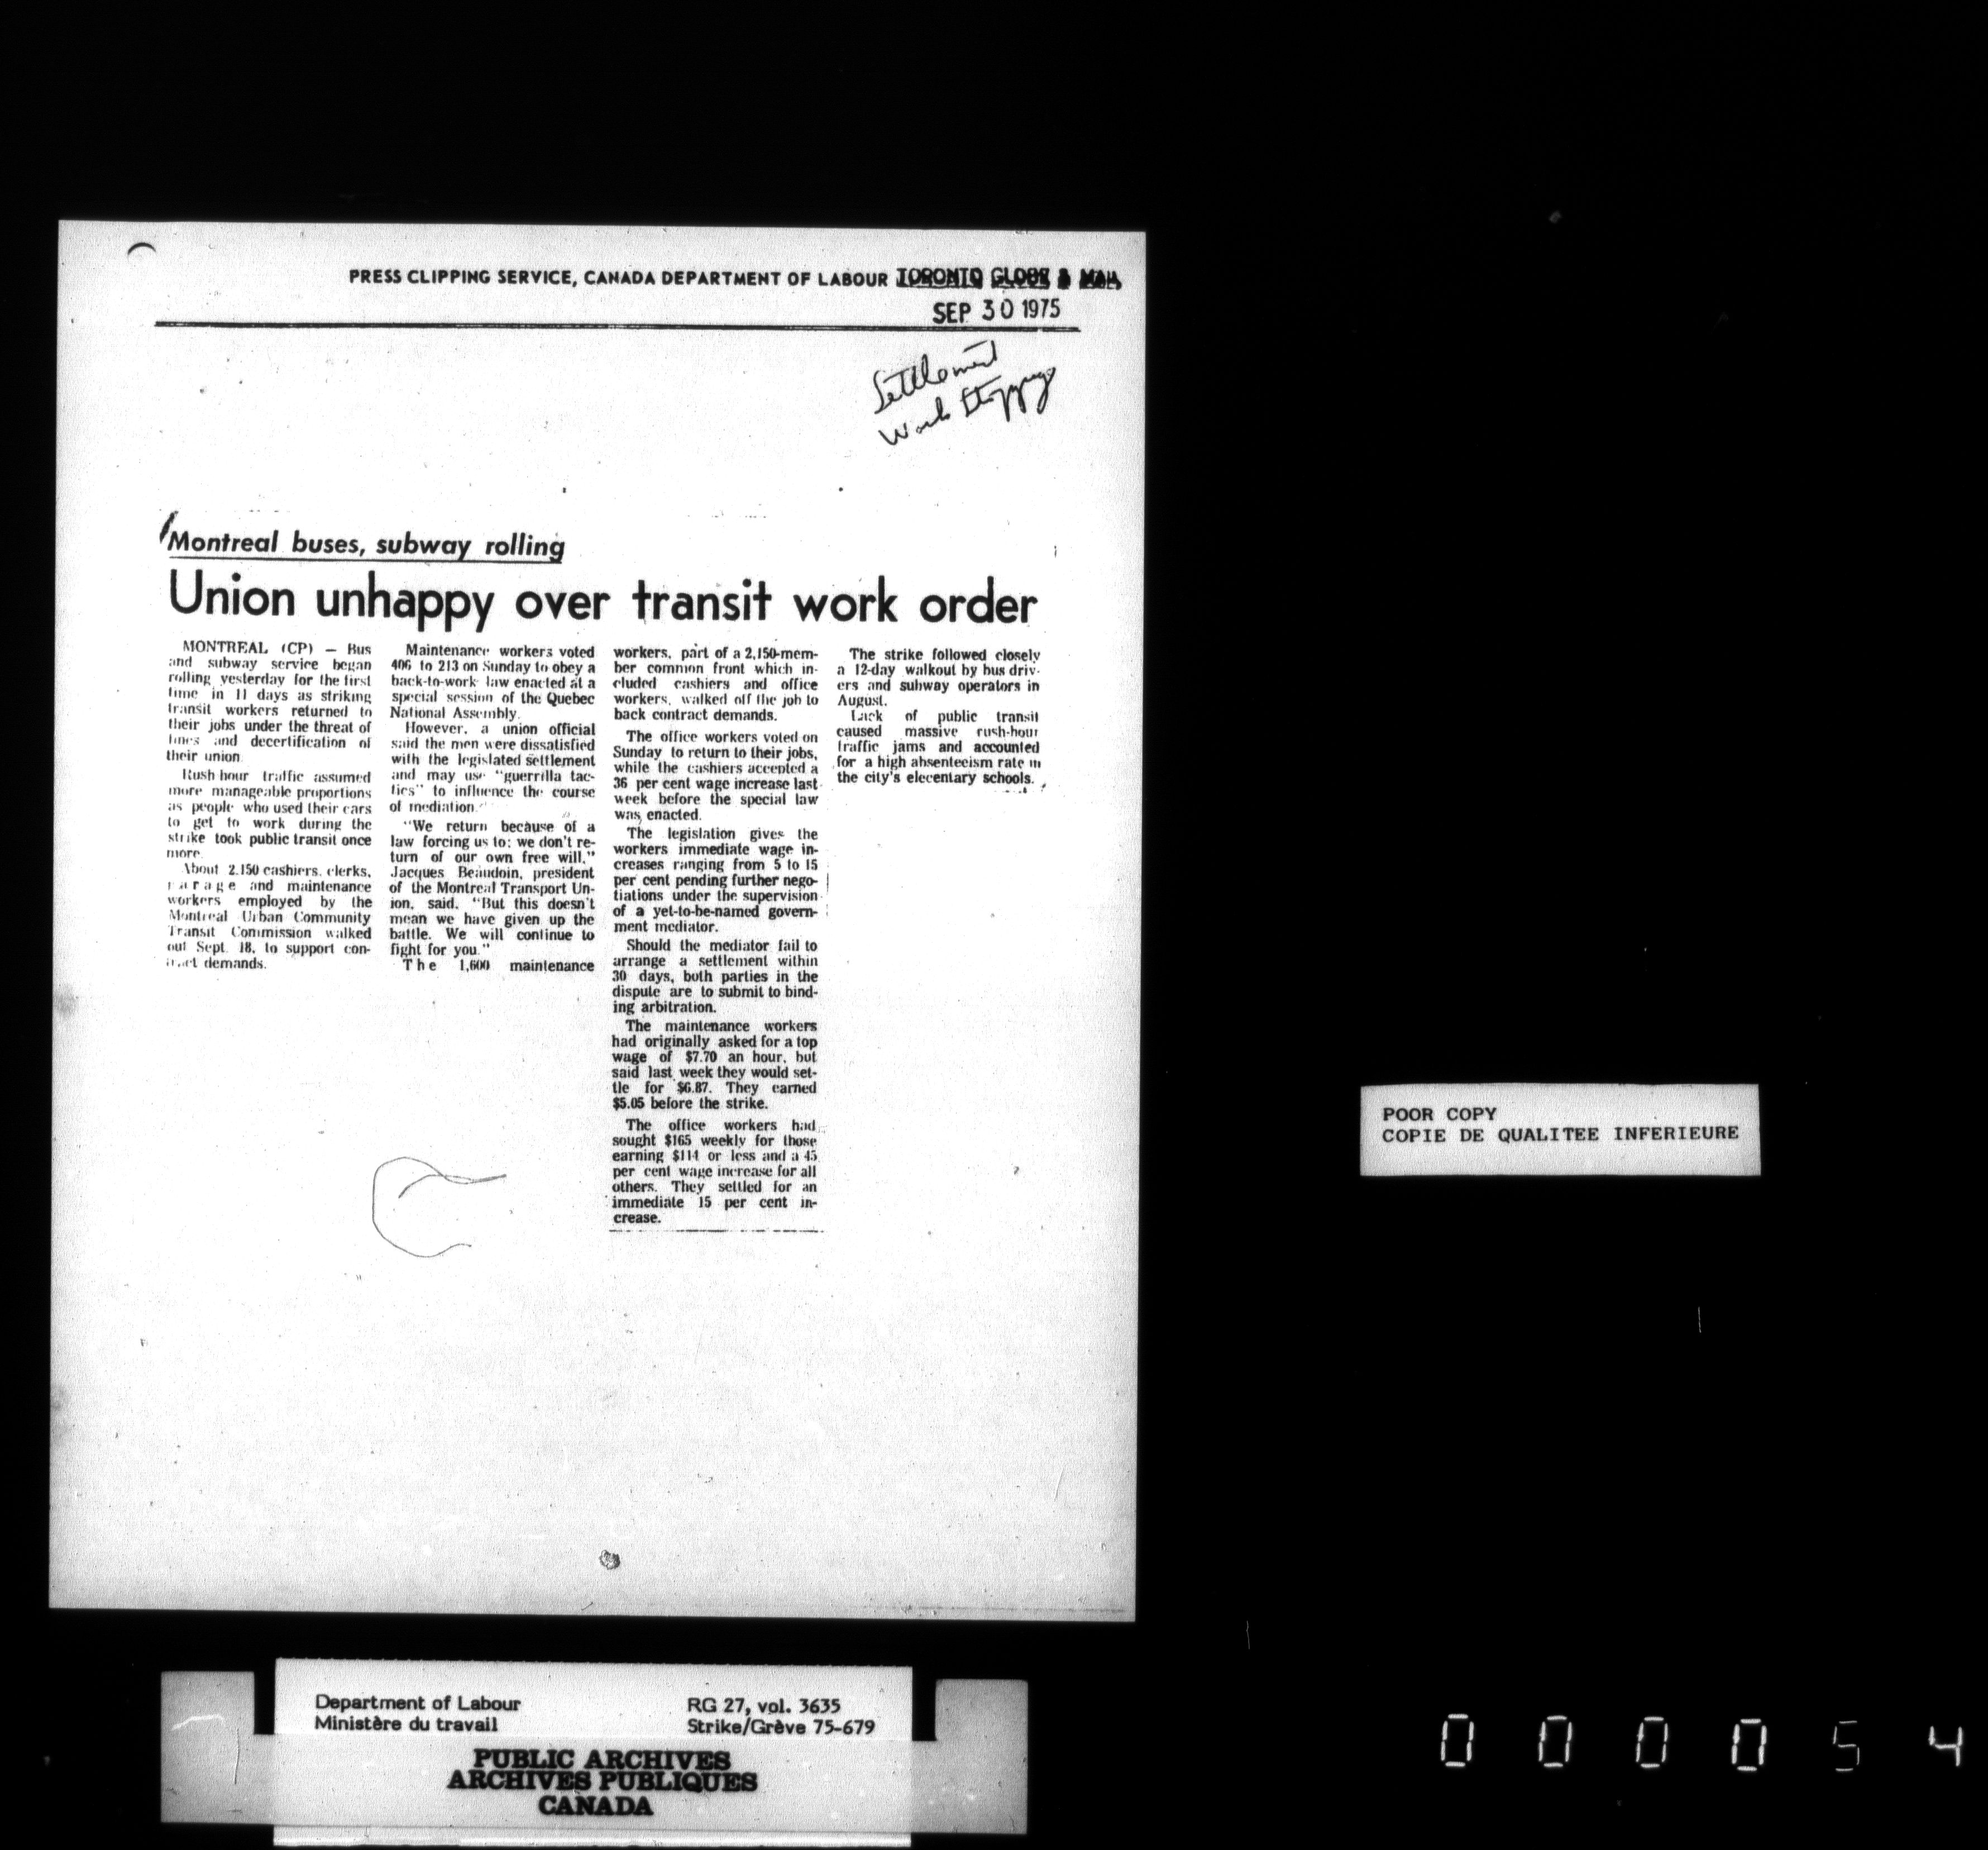 PRESS CLIPPING SERVICE, CANADA DEPARTMENT OF LABOUR TORONTO GLOBE & MAIL
SEP 30 1975
Settlement
Work Stoppage
Montreal buses, subway rolling
Union unhappy over transit work order
MONTREAL (CP) — Bus
and subway service began
rolling yesterday for the first
time in 11 days as striking
transit workers returned to
their jobs under the threat of
fines and decertification of
their union.
Rush hour traffic assumed
more manageable proportions
as people who used their cars
to get to work during the
strike took public transit once
more.
About 2,150 cashiers, clerks,
garage and maintenance
workers employed by the
Montreal Urban Community
Transit Commission walked
out Sept. 18, to support con-
tract demands.
Maintenance workers voted
406 to 213 on Sunday to obey a
back-to-work law enacted at a
special session of the Quebec
National Assembly.
However, a union official
said the men were dissatisfied
with the legislated settlement
and may use "guerrilla tac-
tics" to influence the course
of mediation.
"We return because of a
law forcing us to; we don't re-
turn of our own free will,"
Jacques Beaudoin, president
of the Montreal Transport Un-
ion, said. "But this doesn't
mean we have given up the
battle. We will continue to
fight for you."
The 1,600 maintenance
workers, part of a 2,150-mem-
ber common front which in-
cluded cashiers and office
workers, walked off the job to
back contract demands.
The office workers voted on
Sunday to return to their jobs,
while the cashiers accepted a
36 per cent wage increase last
week before the special law
was enacted.
The legislation gives the
workers immediate wage in-
creases ranging from 5 to 15
per cent pending further nego-
tiations under the supervision
of a yet-to-be-named govern-
ment mediator.
Should the mediator fail to
arrange a settlement within
30 days, both parties in the
dispute are to submit to bind-
ing arbitration.
The maintenance workers
had originally asked for a top
wage of $7.70 an hour, but
said last week they would set-
tle for $6.87. They earned
$5.05 before the strike.
The office workers had
sought $165 weekly for those
earning $114 or less and a 45
per cent wage increase for all
others. They settled for an
immediate 15 per cent in-
crease.
The strike followed closely
a 12-day walkout by bus driv-
ers and subway operators in
August.
Lack of public transit
caused massive rush-hour
traffic jams and accounted
for a high absenteeism rate in
the city's elecentary schools.
POOR COPY
COPIE DE QUALITEE INFERIEURE
Department of Labour
Ministère du travail
RG 27, vol. 3635
Strike/Grève 75-679
PUBLIC ARCHIVES
ARCHIVES PUBLIQUES
CANADA
000054